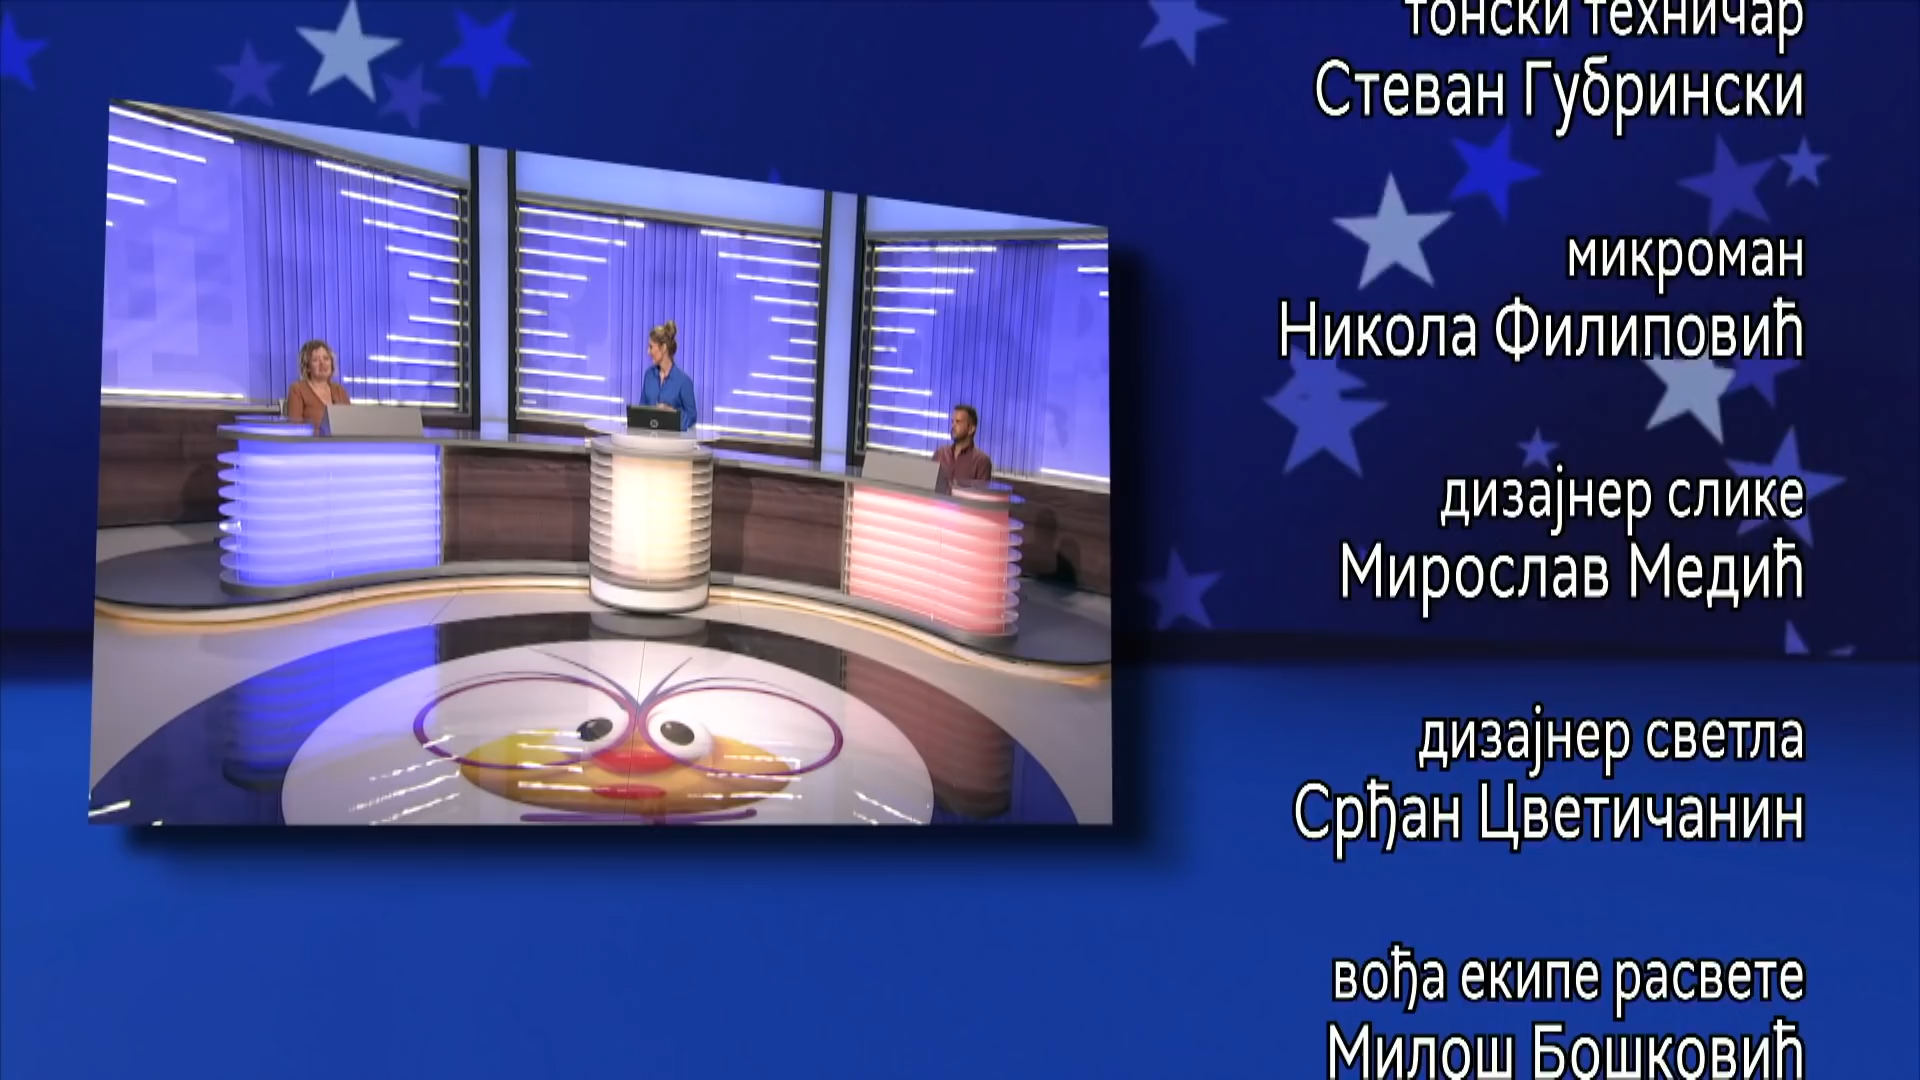 тонски техничар
Стеван Губрински
микроман
Никола Филиповић
дизајнер слике
Мирослав Медић
дизајнер светла
Срђан Цветичанин
вођа екипе расвете
Милош Бошковић